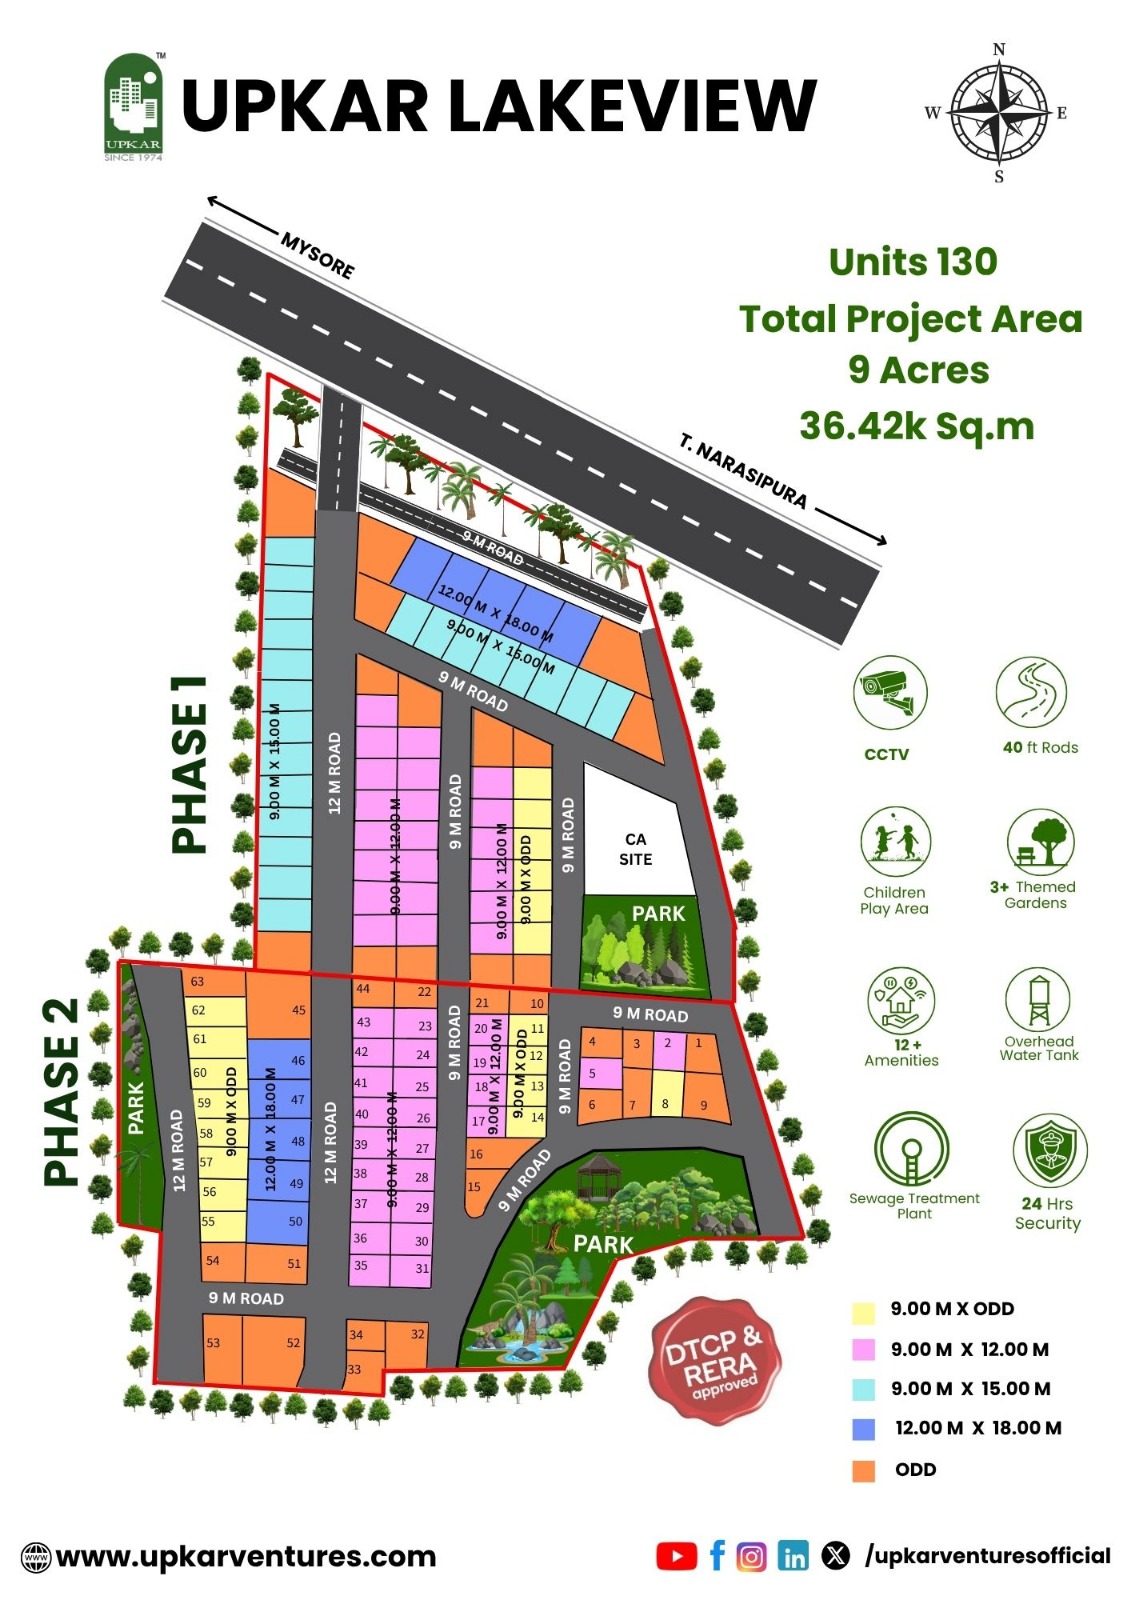 TM
UPKAR
SINCE 1974
UPKAR LAKEVIEW
N
W
E
S
MYSORE
Units 130
Total Project Area
9 Acres
36.42k Sq.m
T. NARASIPURA
9 M ROAD
12.00 M X 18.00 M
9.00 M X 15.00 M
9 M ROAD
PHASE 1
9.00 M X 15.00 M
12 M ROAD
9.00 M X 12.00 M
9 M ROAD
9.00 M X 12.00 M
9.00 M X ODD
9 M ROAD
CA
SITE
PARK
CCTV
40 ft Rods
Children
Play Area
3+ Themed
Gardens
12 +
Amenities
Overhead
Water Tank
Sewage Treatment
Plant
24 Hrs
Security
PHASE 2
PARK
12 M ROAD
63
62
61
60
59
58
57
56
55
54
9.00 M X ODD
45
46
47
48
49
50
51
12.00 M X 18.00 M
12 M ROAD
44
43
42
41
40
39
38
37
36
35
9.00 M X 12.00 M
22
23
24
25
26
27
28
29
30
31
9 M ROAD
21
20
19
18
17
16
15
9.00 M X 12.00 M
9.00 M X ODD
10
11
12
13
14
9 M ROAD
9 M ROAD
4
3
2
1
5
6
7
8
9
9 M ROAD
PARK
9 M ROAD
53
52
34
33
32
DTCP &
RERA
approved
9.00 M X ODD
9.00 M X 12.00 M
9.00 M X 15.00 M
12.00 M X 18.00 M
ODD
WWW
www.upkarventures.com
in
X
/upkarventuresofficial